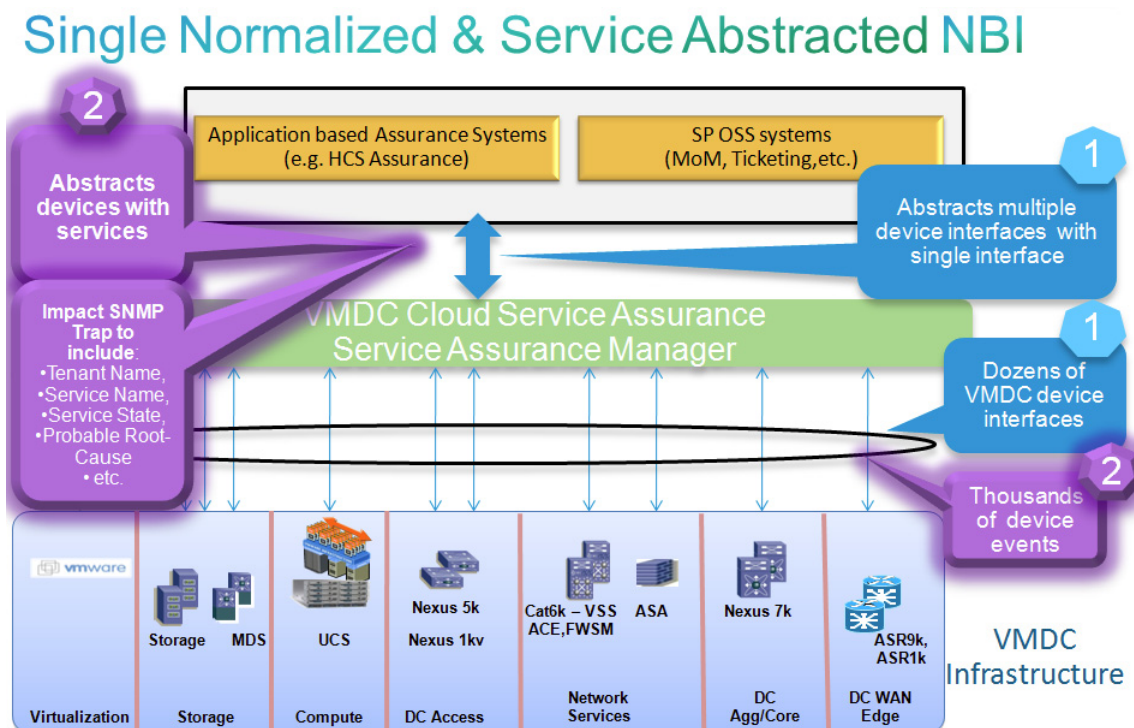 Single Normalized & Service Abstracted NBI
2
Abstracts
devices with
services
Application based Assurance Systems
(e.g. HCS Assurance)
SP OSS systems
(MoM, Ticketing,etc.)
1
Abstracts multiple
device interfaces with
single interface
Impact SNMP
Trap to
include:
•Tenant Name,
•Service Name,
•Service State,
•Probable Root-
Cause
• etc.
VMDC Cloud Service Assurance
Service Assurance Manager
1
Dozens of
VMDC device
interfaces
2
Thousands
of device
events
vmware
Virtualization
Storage
MDS
Storage
UCS
Compute
Nexus 5k
Nexus 1kv
DC Access
Cat6k – VSS
ACE,FWSM
ASA
Network
Services
Nexus 7k
DC
Agg/Core
ASR9k,
ASR1k
DC WAN
Edge
VMDC
Infrastructure